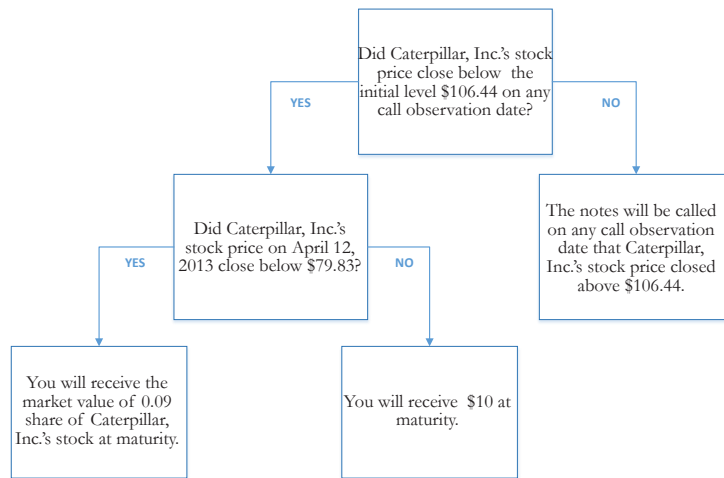 Did Caterpillar, Inc.'s stock
price close below the
initial level $106.44 on any
call observation date?
YES
NO
Did Caterpillar, Inc.'s
stock price on April 12,
2013 close below $79.83?
The notes will be called
on any call observation
date that Caterpillar,
Inc.'s stock price closed
above $106.44.
YES
NO
You will receive the
market value of 0.09
share of Caterpillar,
Inc.'s stock at maturity.
You will receive $10 at
maturity.